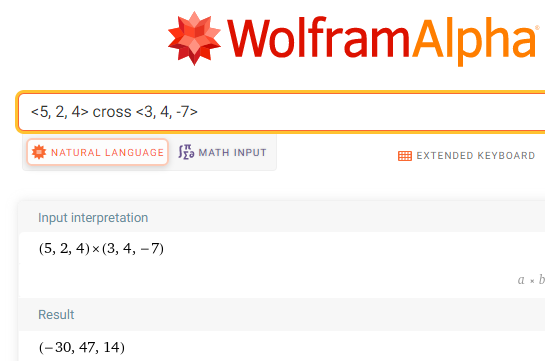 WolframAlpha
<5, 2, 4> cross <3, 4, -7>
NATURAL LANGUAGE
∫π Σ∂ MATH INPUT
EXTENDED KEYBOARD
Input interpretation
(5, 2, 4)×(3, 4, −7)
a × b
Result
(−30, 47, 14)